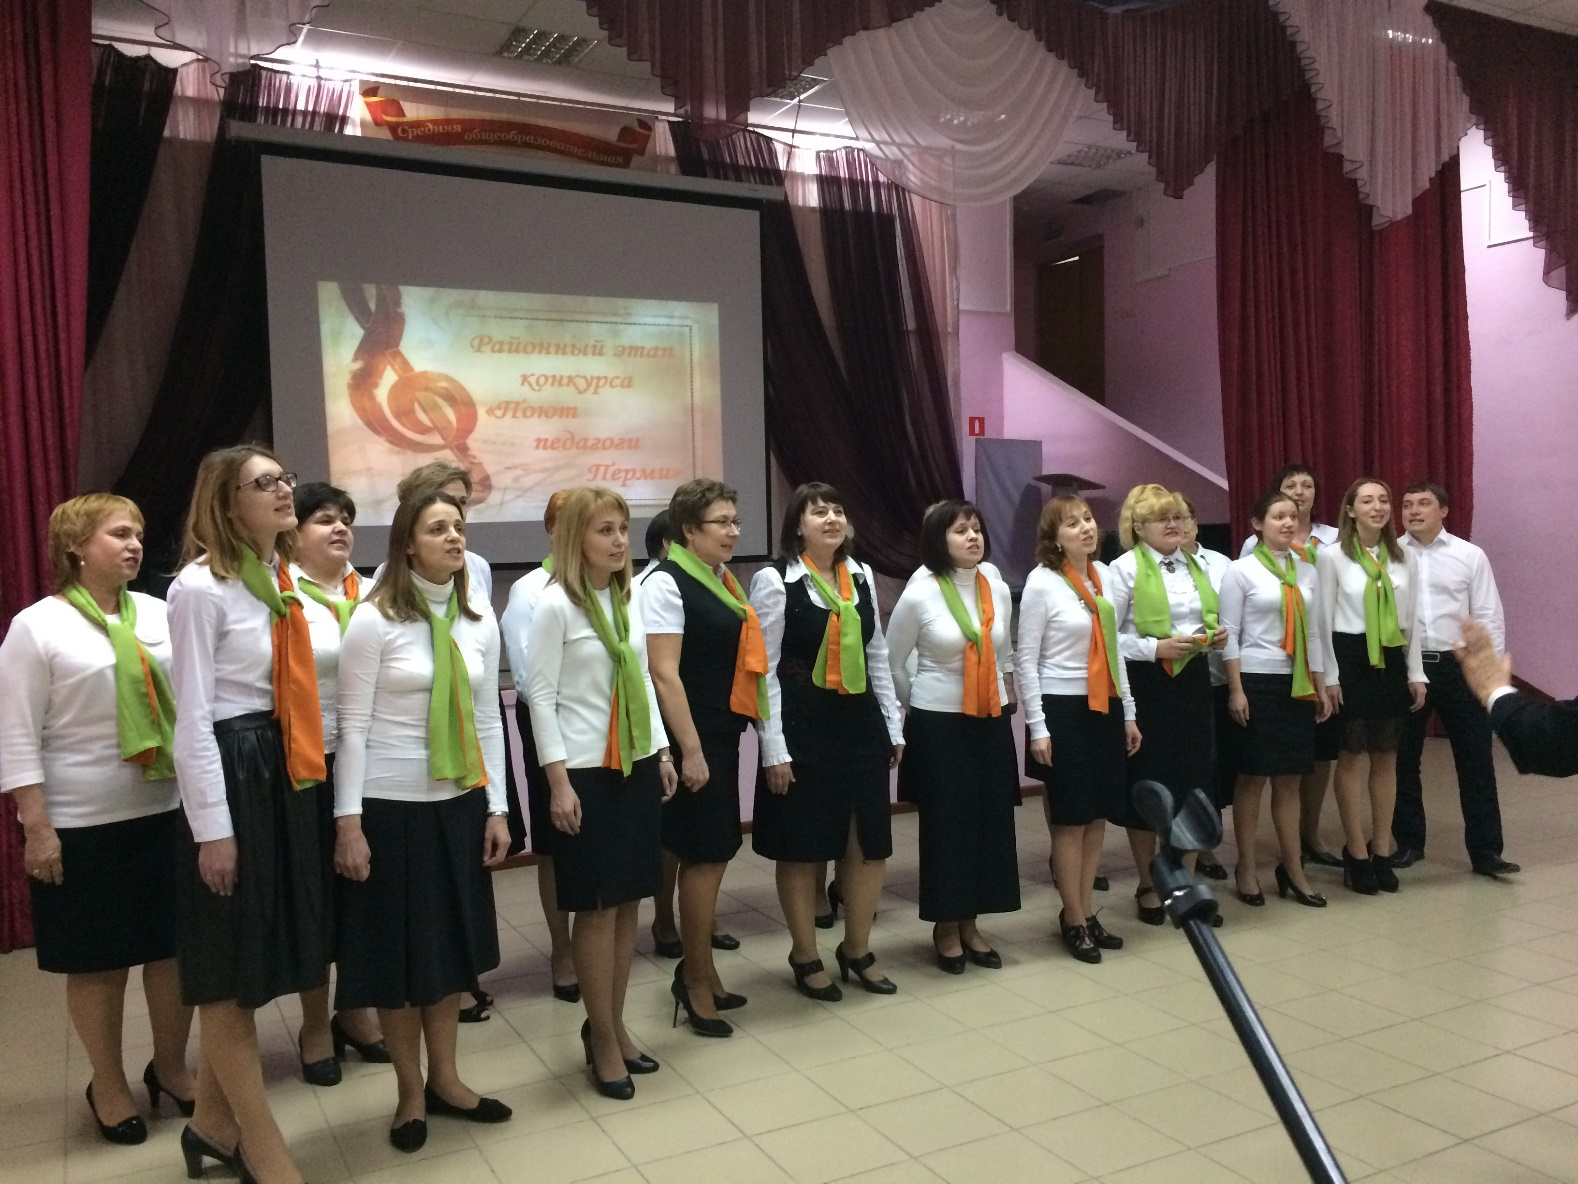 Средняя
общеобразовательная
Районный этап
конкурса
«Поют
педагоги
Перми»